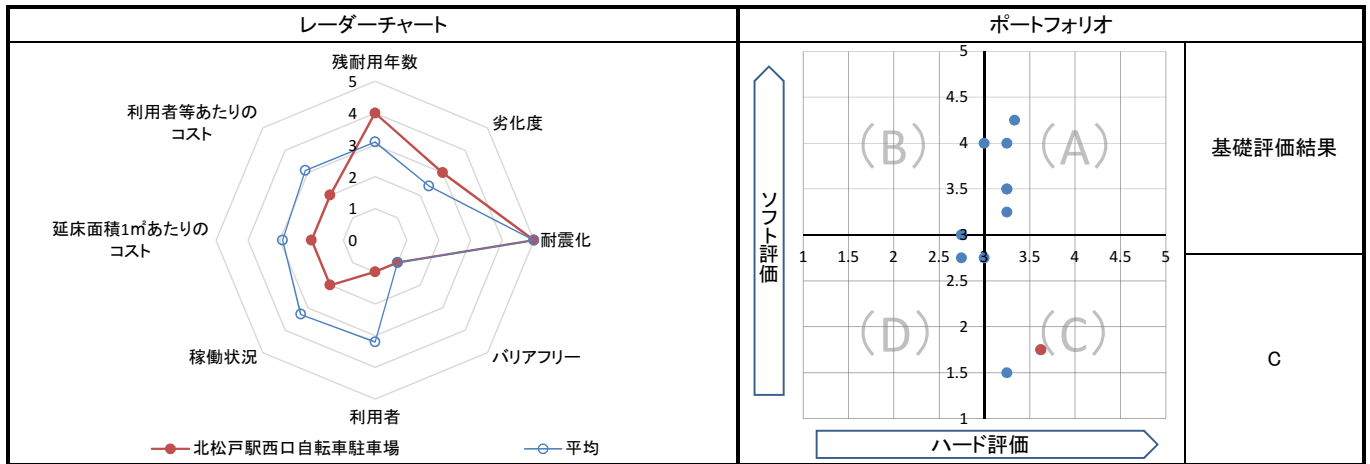 レーダーチャート
残耐用年数
劣化度
耐震化
バリアフリー
利用者
稼働状況
延床面積1㎡あたりの
コスト
利用者等あたりの
コスト
5
4
3
2
1
0
北松戸駅西口自転車駐車場
平均
ポートフォリオ
ソフト評価
5
4.5
4
3.5
3
2.5
2
1.5
1
1 1.5 2 2.5 3 3.5 4 4.5 5
(B)
(A)
(D)
(C)
ハード評価
基礎評価結果
C